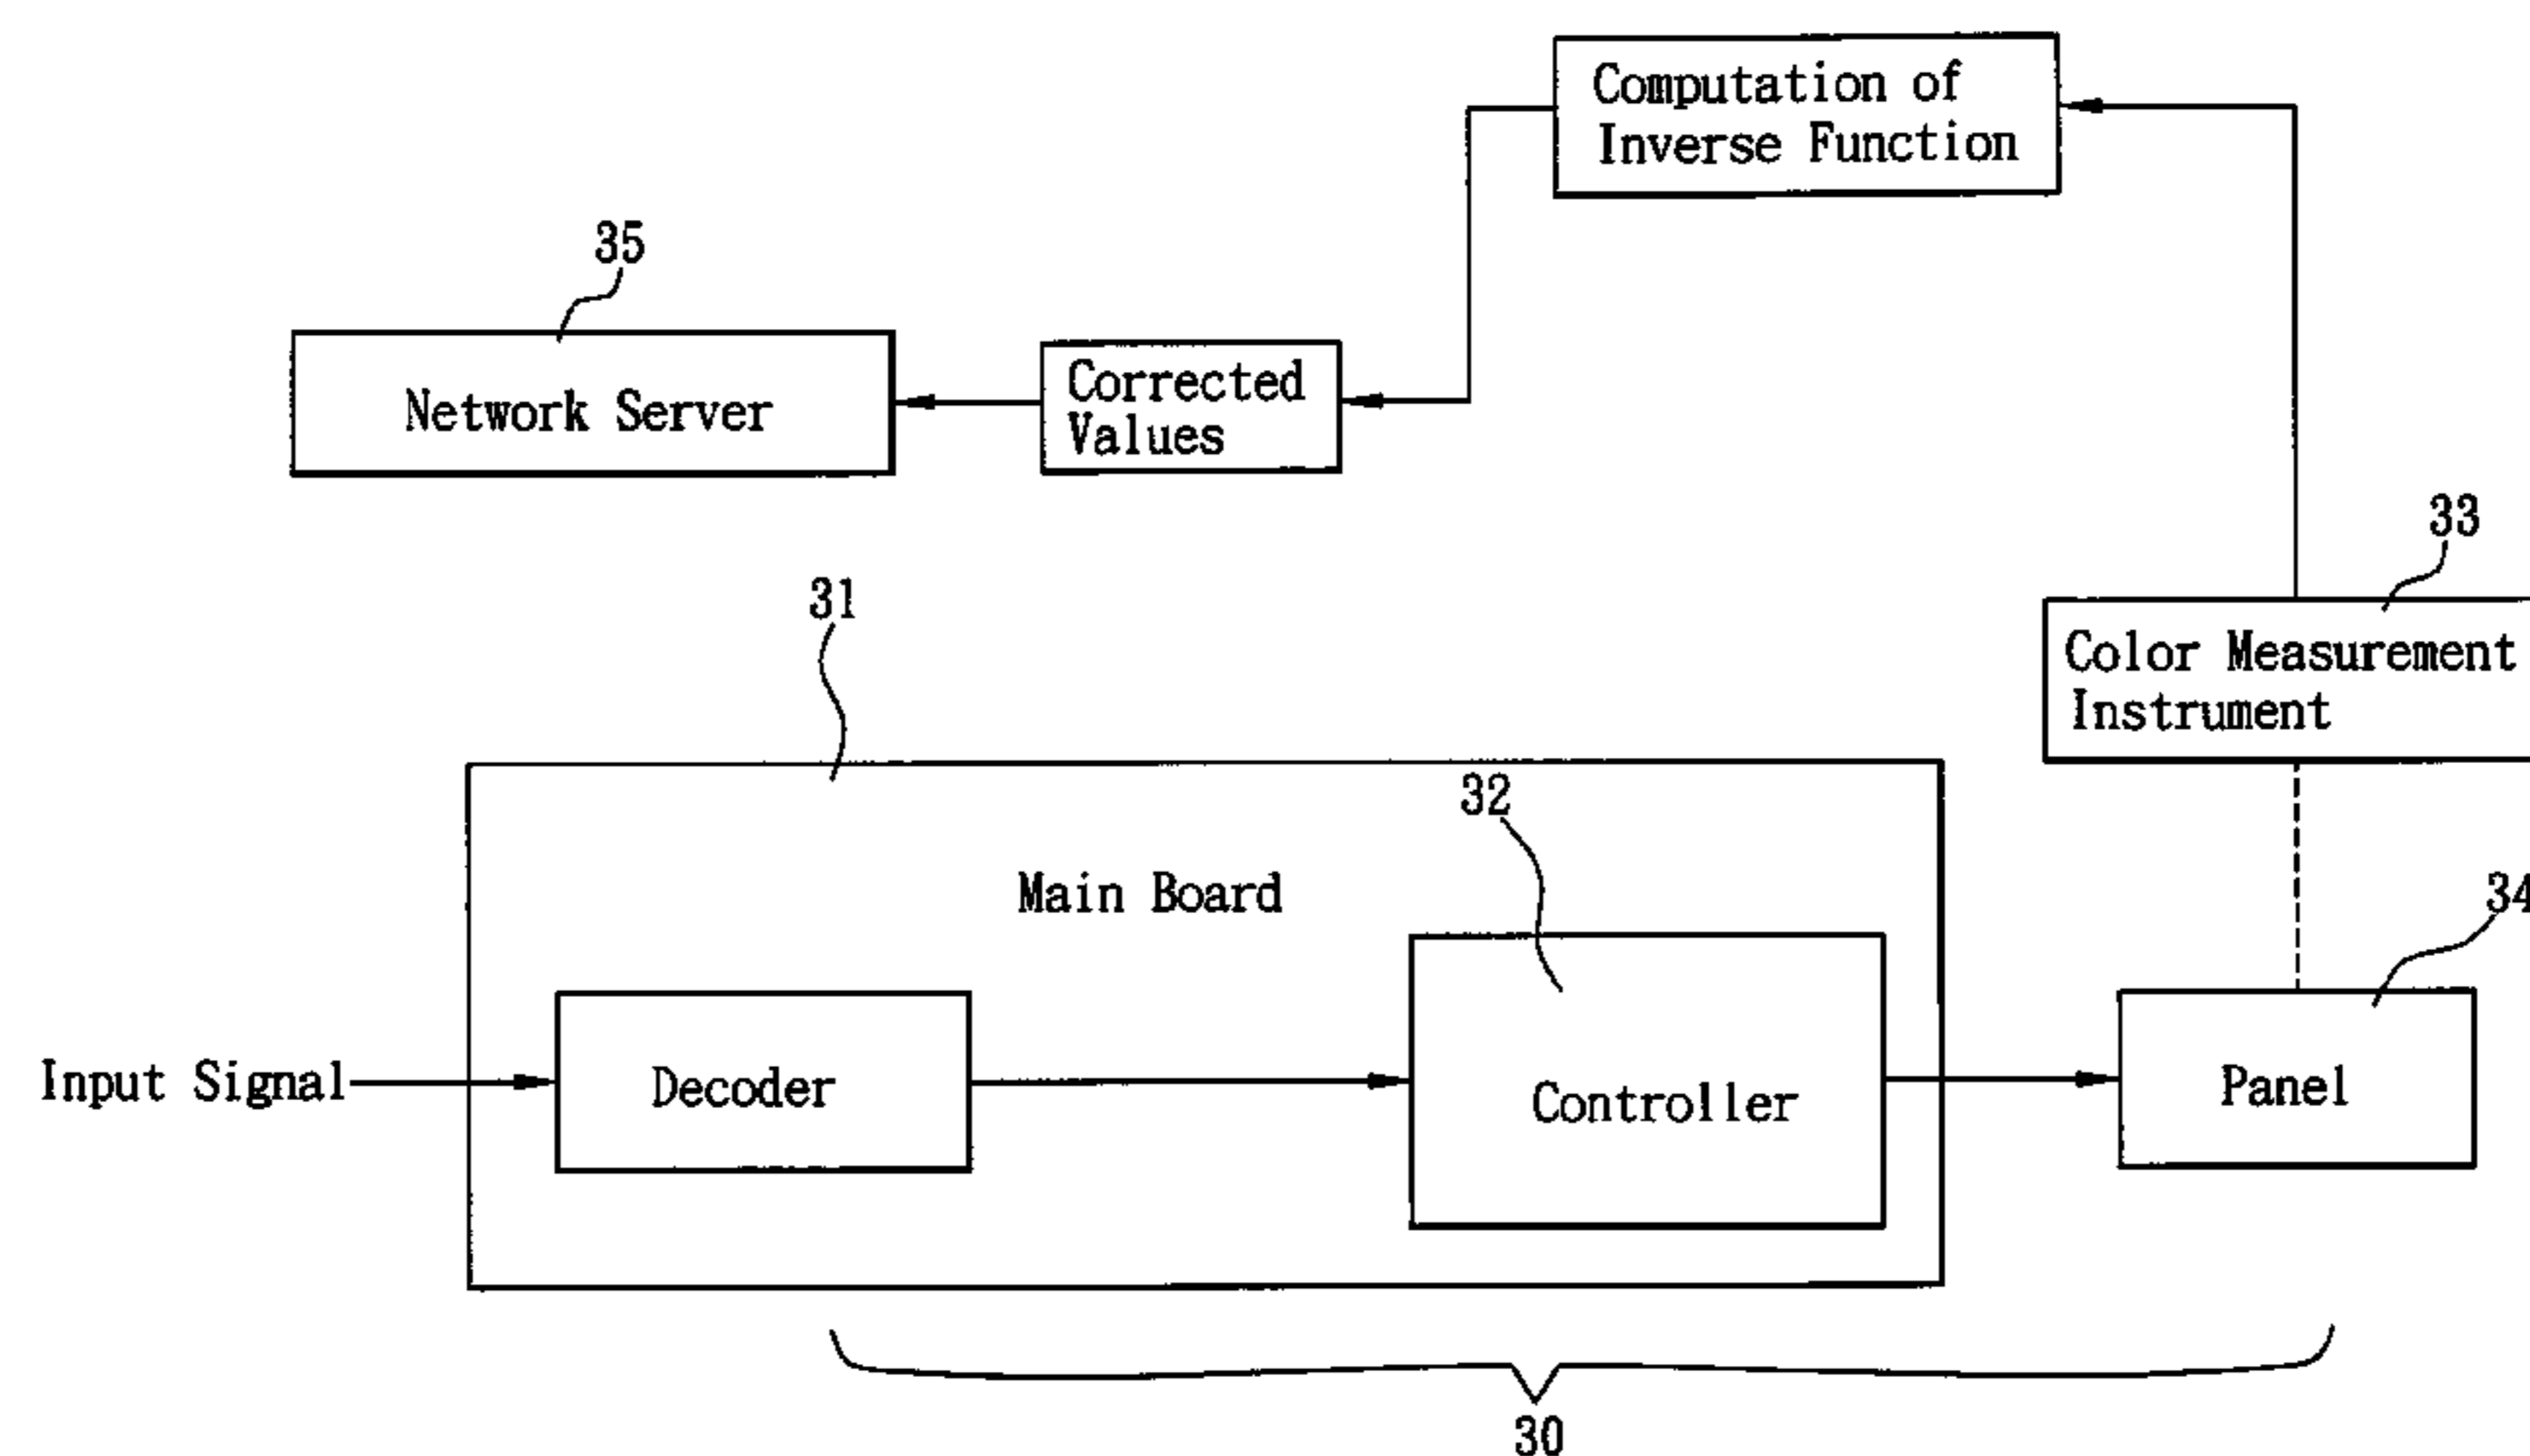 Computation of
Inverse Function
35
Network Server
Corrected
Values
33
Color Measurement
Instrument
31
32
Main Board
34
Input Signal
Decoder
Controller
Panel
30